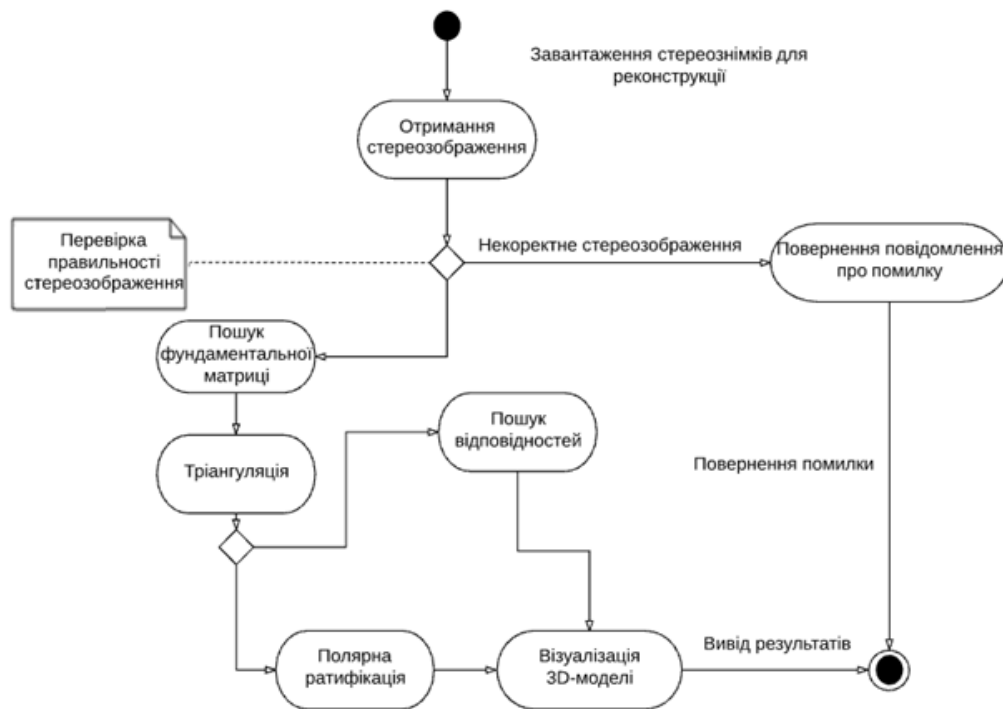 Завантаження стереознімків для
реконструкції
Отримання
стереозображення
Перевірка
правильності
стереозображення
Некоректне стереозображення
Повернення повідомлення
про помилку
Пошук
фундаментальної
матриці
Пошук
відповідностей
Тріангуляція
Повернення помилки
Полярна
ратифікація
Візуалізація
3D-моделі
Вивід результатів